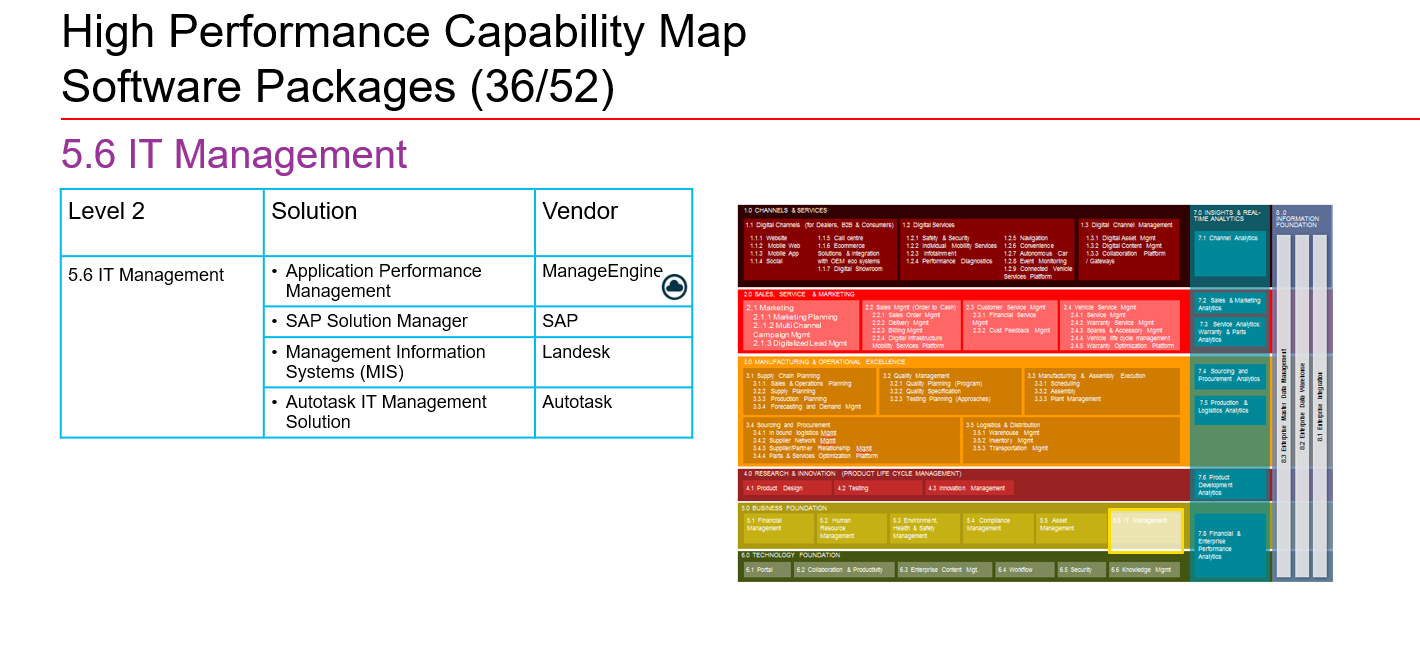 High Performance Capability Map
Software Packages (36/52)
5.6 IT Management
Level 2
Solution
Vendor
5.6 IT Management
• Application Performance
Management
ManageEngine
• SAP Solution Manager
SAP
• Management Information
Systems (MIS)
Landesk
• Autotask IT Management
Solution
Autotask
1.0 CHANNELS & SERVICES
1.1 Digital Channels (for Dealers, B2B & Consumers)
1.1.1 Website
1.1.2 Mobile Web
1.1.3 Mobile App
1.1.4 Social
1.1.5 Call centre
1.1.6 Ecommerce
Solutions & Integration
with OEM eco systems
1.1.7 Digital Showroom
1.2 Digital Services
1.2.1 Safety & Security
1.2.2 Individual Mobility Services
1.2.3 Infotainment
1.2.4 Performance Diagnostics
1.2.5 Navigation
1.2.6 Convenience
1.2.7 Autonomous Car
1.2.8 Event Monitoring
1.2.9 Connected Vehicle
Services Platform
1.3 Digital Channel Management
1.3.1 Digital Asset Mgmt
1.3.2 Digital Content Mgmt
1.3.3 Collaboration Platform
/ Gateways
2.0 SALES, SERVICE & MARKETING
2.1 Marketing
2.1.1 Marketing Planning
2..1.2 Multi Channel
Campaign Mgmt
2.1.3 Digitalized Lead Mgmt
2.2 Sales Mgmt (Order to Cash)
2.2.1 Sales Order Mgmt
2.2.2 Delivery Mgmt
2.2.3 Billing Mgmt
2.2.4 Digital Infrastructure
Mobility Services Platform
2.3 Customer Service Mgmt
2.3.1 Financial Service
Mgmt
2.3.2 Cust Feedback Mgmt
2.4 Vehicle Service Mgmt
2.4.1 Service Mgmt
2.4.2 Warranty Service Mgmt
2.4.3 Spares & Accessory Mgmt
2.4.4 Vehicle life cycle management
2.4.5 Warranty Optimization Platform
3.0 MANUFACTURING & OPERATIONAL EXCELLENCE
3.1 Supply Chain Planning
3.1.1. Sales & Operations Planning
3.2.2 Supply Planning
3.3.3 Production Planning
3.3.4 Forecasting and Demand Mgmt
3.2 Quality Management
3.2.1 Quality Planning (Program)
3.2.2 Quality Specification
3.2.3 Testing Planning (Approaches)
3.3 Manufacturing & Assembly Execution
3.3.1 Scheduling
3.3.2 Assembly
3.3.3 Plant Management
3.4 Sourcing and Procurement
3.4.1 In bound logistics Mgmt
3.4.2 Supplier Network Mgmt
3.4.3 Supplier/Partner Relationship Mgmt
3.4.4 Parts & Services Optimization Platform
3.5 Logistics & Distribution
3.5.1 Warehouse Mgmt
3.5.2 Inventory Mgmt
3.5.3 Transportation Mgmt
4.0 RESEARCH & INNOVATION (PRODUCT LIFE CYCLE MANAGEMENT)
4.1 Product Design
4.2 Testing
4.3 Innovation Management
5.0 BUSINESS FOUNDATION
5.1 Financial
Management
5.2 Human
Resource
Management
5.3 Environment,
Health & Safety
Management
5.4 Compliance
Management
5.5 Asset
Management
5.6 IT Management
6.0 TECHNOLOGY FOUNDATION
6.1 Portal
6.2 Collaboration & Productivity
6.3 Enterprise Content Mgt.
6.4 Workflow
6.5 Security
6.6 Knowledge Mgmt
7.0 INSIGHTS & REAL-
TIME ANALYTICS
7.1 Channel Analytics
7.2 Sales & Marketing
Analytics
7.3 Service Analytics:
Warranty & Parts
Analytics
7.4 Sourcing and
Procurement Analytics
7.5 Production &
Logistics Analytics
7.6 Product
Development
Analytics
7.8 Financial &
Enterprise
Performance
Analytics
8 .0
INFORMATION
FOUNDATION
8.3 Enterprise Master Data Management
8.2 Enterprise Data Warehouse
8.1 Enterprise Integration